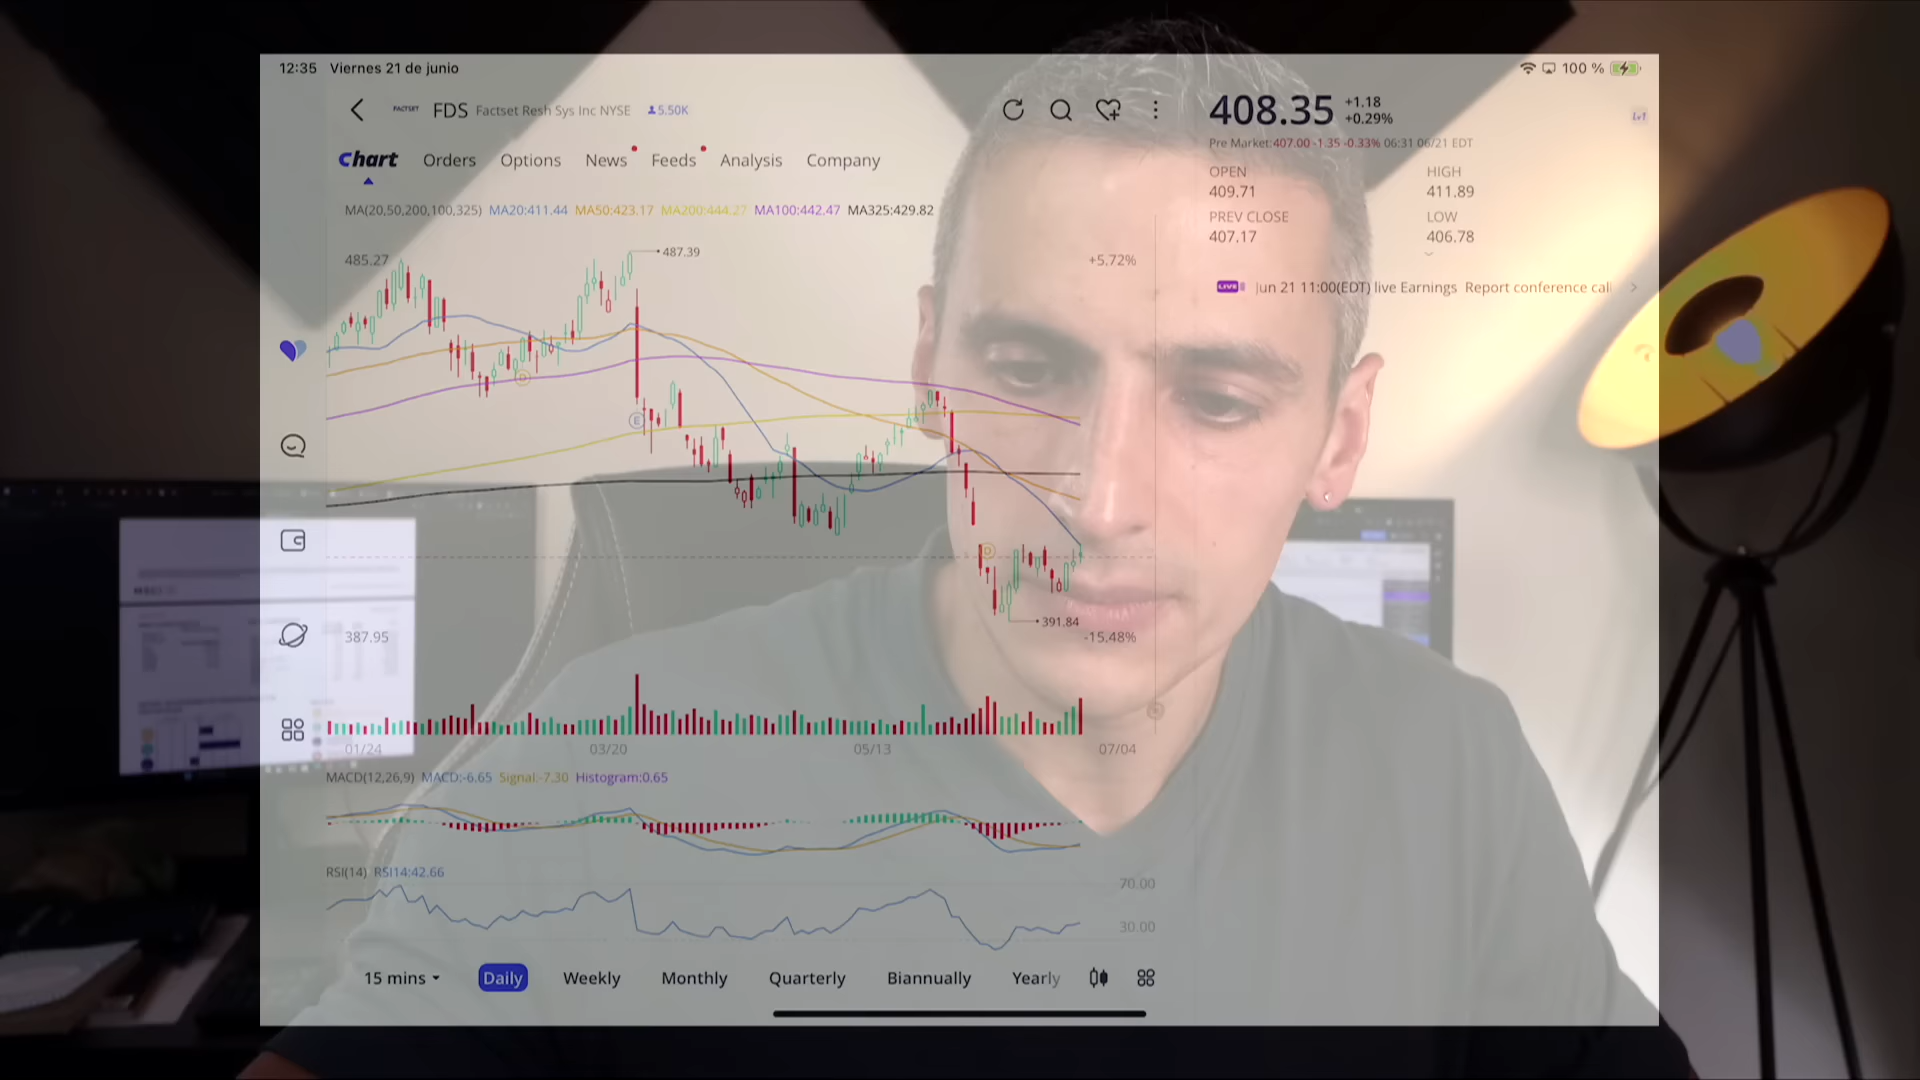 12:35 Viernes 21 de junio
100 %
FACTSET FDS Factset Resh Sys Inc NYSE 5.50K
408.35 +1.18
+0.29%
Lv1
Pre Market:407.00 -1.35 -0.33% 06:31 06/21 EDT
Chart Orders Options News Feeds Analysis Company
OPEN HIGH
409.71 411.89
PREV CLOSE LOW
407.17 406.78
LIVE Jun 21 11:00(EDT) live Earnings Report conference call
MA(20,50,200,100,325) MA20:411.44 MA50:423.17 MA200:444.27 MA100:442.47 MA325:429.82
485.27 487.39 +5.72%
D
E
D
391.84
387.95 -15.48%
01/24 03/20 05/13 07/04
MACD(12,26,9) MACD:-6.65 Signal:-7.30 Histogram:0.65
RSI(14) RSI14:42.66
70.00
30.00
15 mins Daily Weekly Monthly Quarterly Biannually Yearly